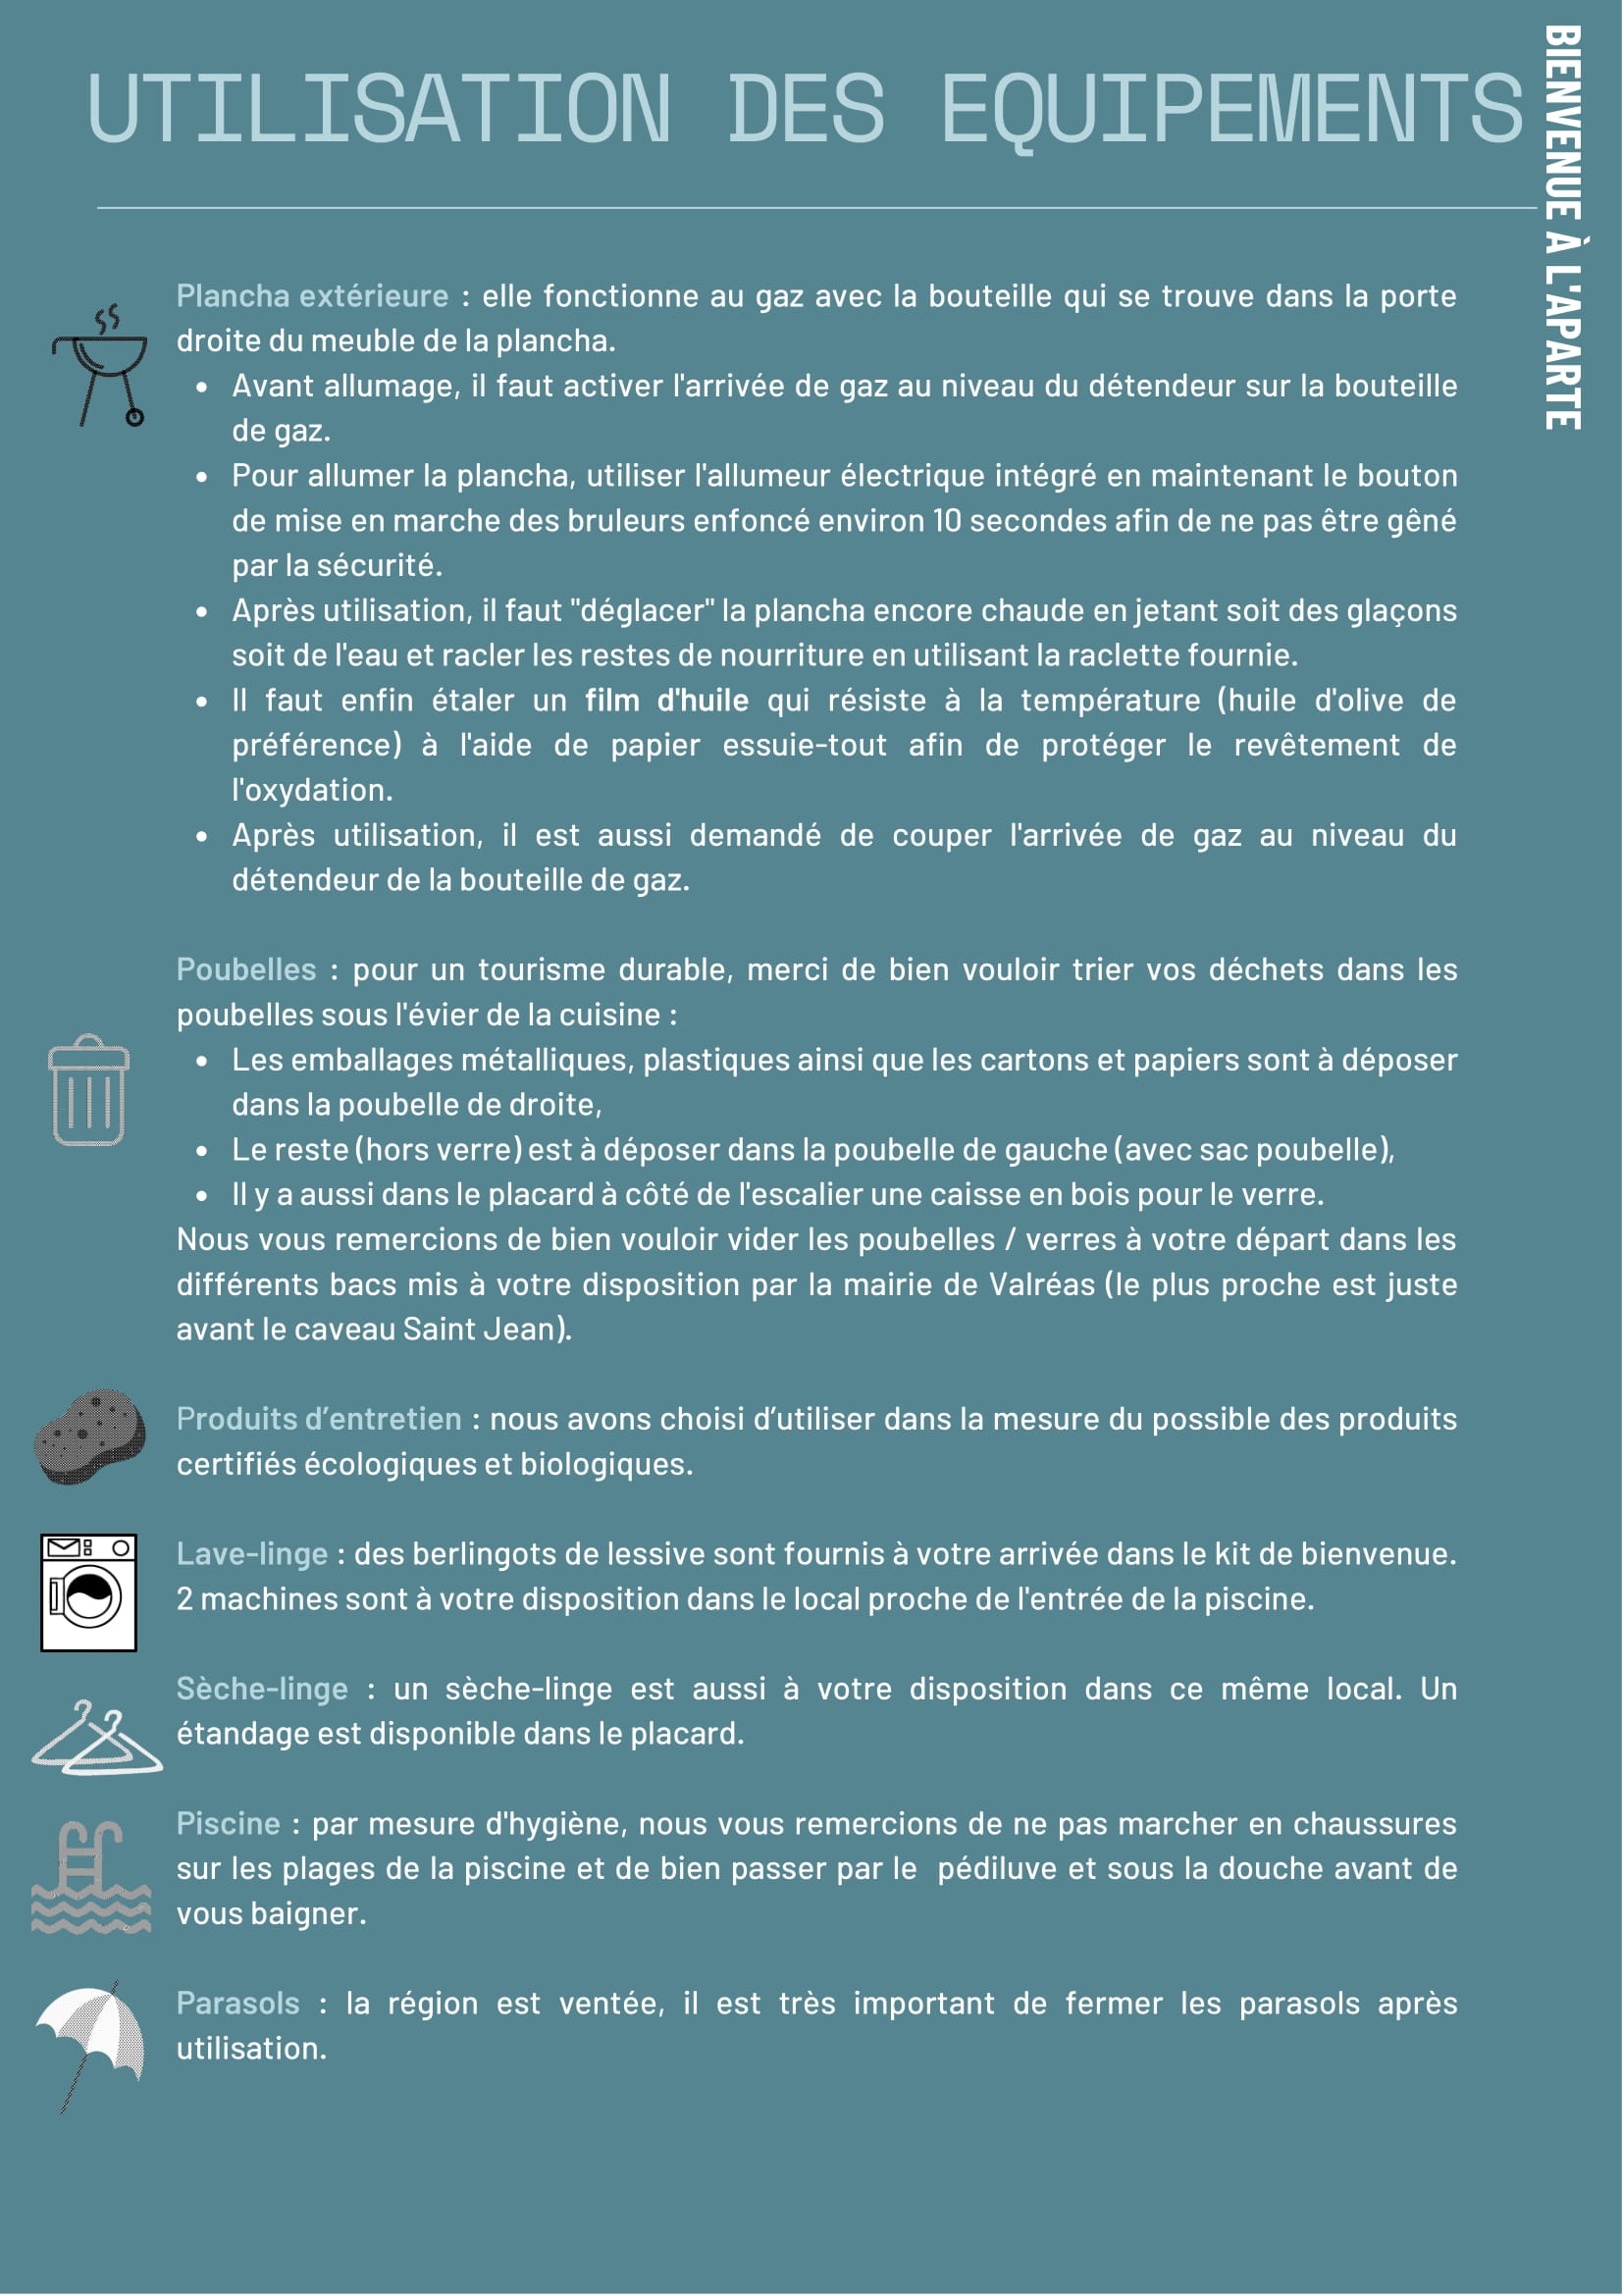 UTILISATION DES EQUIPEMENTS
BIENVENUE À L'APARTE
Plancha extérieure : elle fonctionne au gaz avec la bouteille qui se trouve dans la porte
droite du meuble de la plancha.
• Avant allumage, il faut activer l'arrivée de gaz au niveau du détendeur sur la bouteille
de gaz.
• Pour allumer la plancha, utiliser l'allumeur électrique intégré en maintenant le bouton
de mise en marche des bruleurs enfoncé environ 10 secondes afin de ne pas être gêné
par la sécurité.
• Après utilisation, il faut "déglacer" la plancha encore chaude en jetant soit des glaçons
soit de l'eau et racler les restes de nourriture en utilisant la raclette fournie.
• Il faut enfin étaler un film d'huile qui résiste à la température (huile d'olive de
préférence) à l'aide de papier essuie-tout afin de protéger le revêtement de
l'oxydation.
• Après utilisation, il est aussi demandé de couper l'arrivée de gaz au niveau du
détendeur de la bouteille de gaz.
Poubelles : pour un tourisme durable, merci de bien vouloir trier vos déchets dans les
poubelles sous l'évier de la cuisine :
• Les emballages métalliques, plastiques ainsi que les cartons et papiers sont à déposer
dans la poubelle de droite,
• Le reste (hors verre) est à déposer dans la poubelle de gauche (avec sac poubelle),
• Il y a aussi dans le placard à côté de l'escalier une caisse en bois pour le verre.
Nous vous remercions de bien vouloir vider les poubelles / verres à votre départ dans les
différents bacs mis à votre disposition par la mairie de Valréas (le plus proche est juste
avant le caveau Saint Jean).
Produits d’entretien : nous avons choisi d’utiliser dans la mesure du possible des produits
certifiés écologiques et biologiques.
Lave-linge : des berlingots de lessive sont fournis à votre arrivée dans le kit de bienvenue.
2 machines sont à votre disposition dans le local proche de l'entrée de la piscine.
Sèche-linge : un sèche-linge est aussi à votre disposition dans ce même local. Un
étandage est disponible dans le placard.
Piscine : par mesure d'hygiène, nous vous remercions de ne pas marcher en chaussures
sur les plages de la piscine et de bien passer par le pédiluve et sous la douche avant de
vous baigner.
Parasols : la région est ventée, il est très important de fermer les parasols après
utilisation.